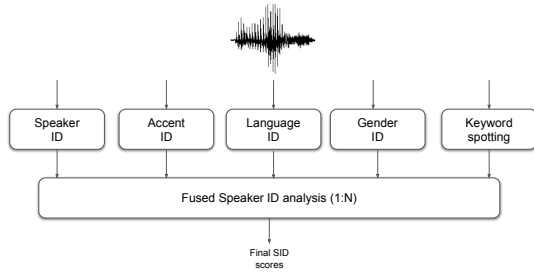 Speaker
ID
Accent
ID
Language
ID
Gender
ID
Keyword
spotting
Fused Speaker ID analysis (1:N)
Final SID
scores